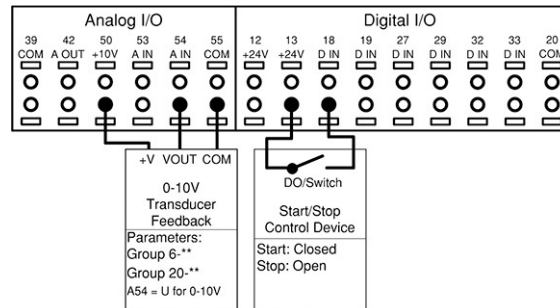 Analog I/O
Digital I/O
39 42 50 53 54 55 12 13 18 19 27 29 32 33 20
COM A OUT +10V A IN A IN COM +24V +24V D IN D IN D IN D IN D IN D IN COM
+V VOUT COM
0-10V
Transducer
Feedback
Parameters:
Group 6-**
Group 20-**
A54 = U for 0-10V
DO/Switch
Start/Stop
Control Device
Start: Closed
Stop: Open